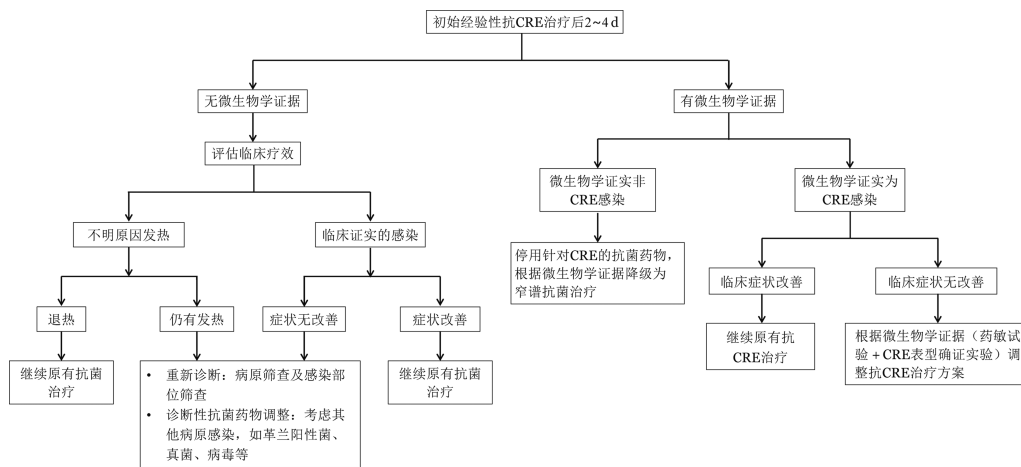 初始经验性抗CRE治疗后2~4 d
无微生物学证据
有微生物学证据
评估临床疗效
微生物学证实非
CRE感染
微生物学证实为
CRE感染
不明原因发热
临床证实的感染
停用针对CRE的抗菌药物，
根据微生物学证据降级为
窄谱抗菌治疗
临床症状改善
临床症状无改善
退热
仍有发热
症状无改善
症状改善
继续原有抗
CRE治疗
根据微生物学证据（药敏试
验＋CRE表型确证实验）调
整抗CRE治疗方案
继续原有抗菌
治疗
• 重新诊断：病原筛查及感染部
位筛查
• 诊断性抗菌药物调整：考虑其
他病原感染，如革兰阳性菌、
真菌、病毒等
继续原有抗菌
治疗